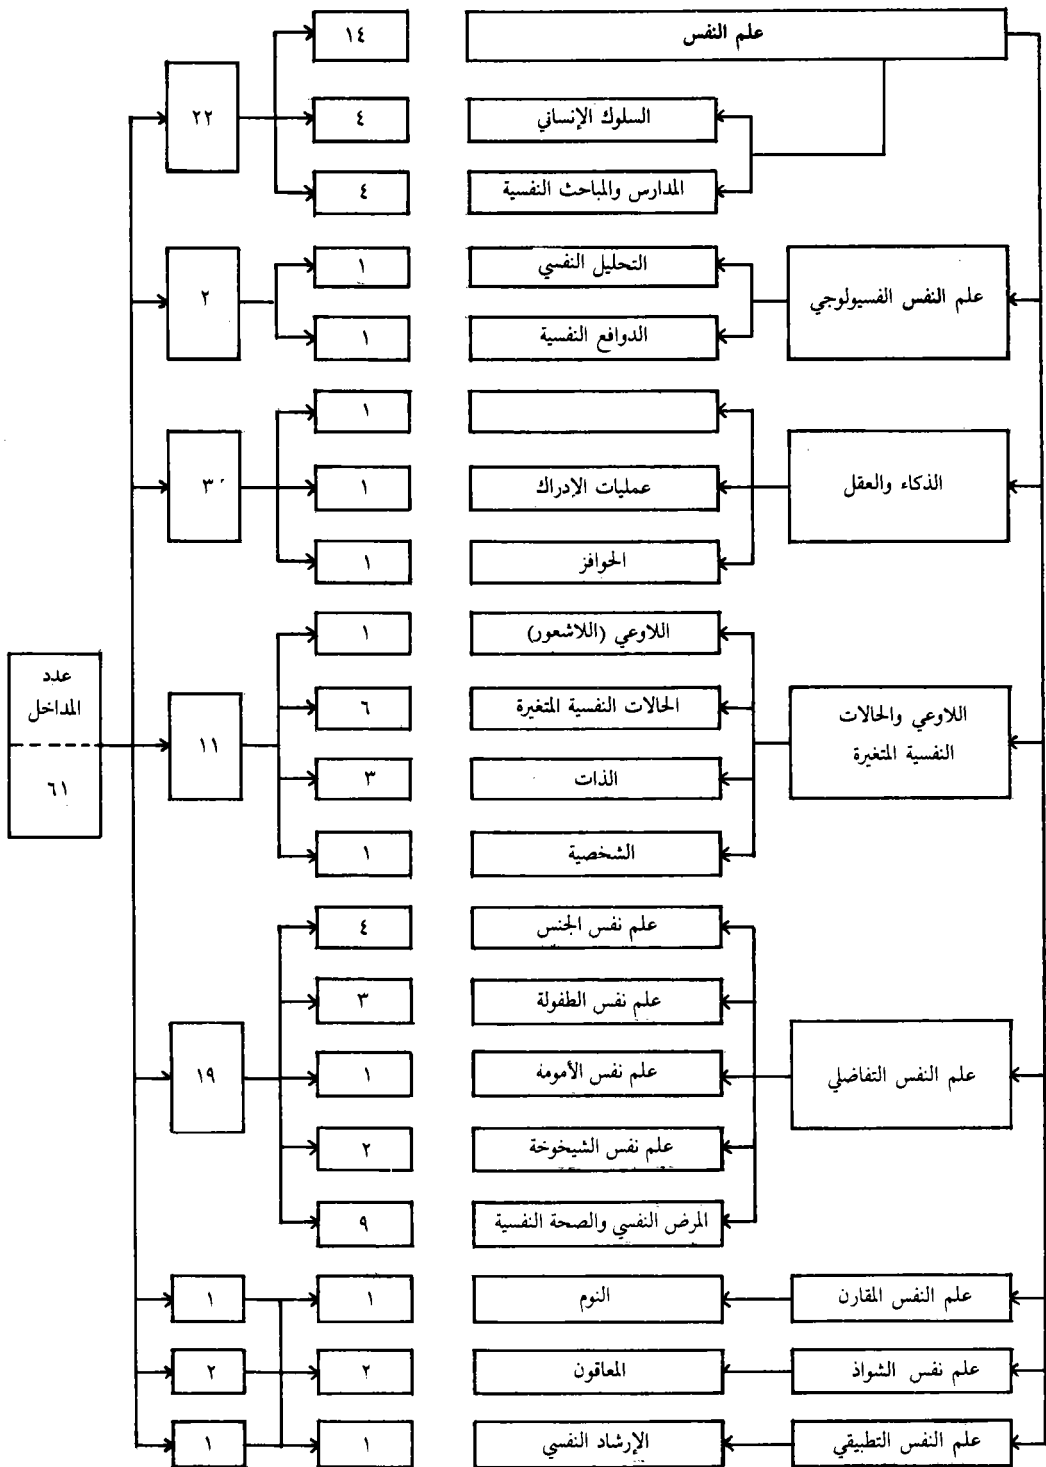 علم النفس
١٤
٢٢
السلوك الإنساني
٤
المدارس والمباحث النفسية
٤
علم النفس الفسيولوجي
التحليل النفسي
١
٢
الدوافع النفسية
١
الذكاء والعقل
١
عمليات الإدراك
١
٣
الحوافز
١
اللاوعي والحالات
النفسية المتغيرة
اللاوعي (اللاشعور)
١
الحالات النفسية المتغيرة
٦
١١
الذات
٣
الشخصية
١
عدد
المداخل
٦١
علم النفس التفاضلي
علم نفس الجنس
٤
علم نفس الطفولة
٣
علم نفس الأمومه
١
١٩
علم نفس الشيخوخة
٢
المرض النفسي والصحة النفسية
٩
علم النفس المقارن
النوم
١
١
علم نفس الشواذ
المعاقون
٢
٢
علم النفس التطبيقي
الإرشاد النفسي
١
١